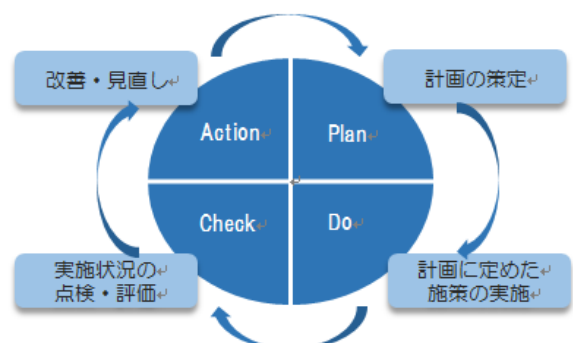 改善・見直し
計画の策定
Action
Plan
Check
Do
実施状況の
点検・評価
計画に定めた
施策の実施